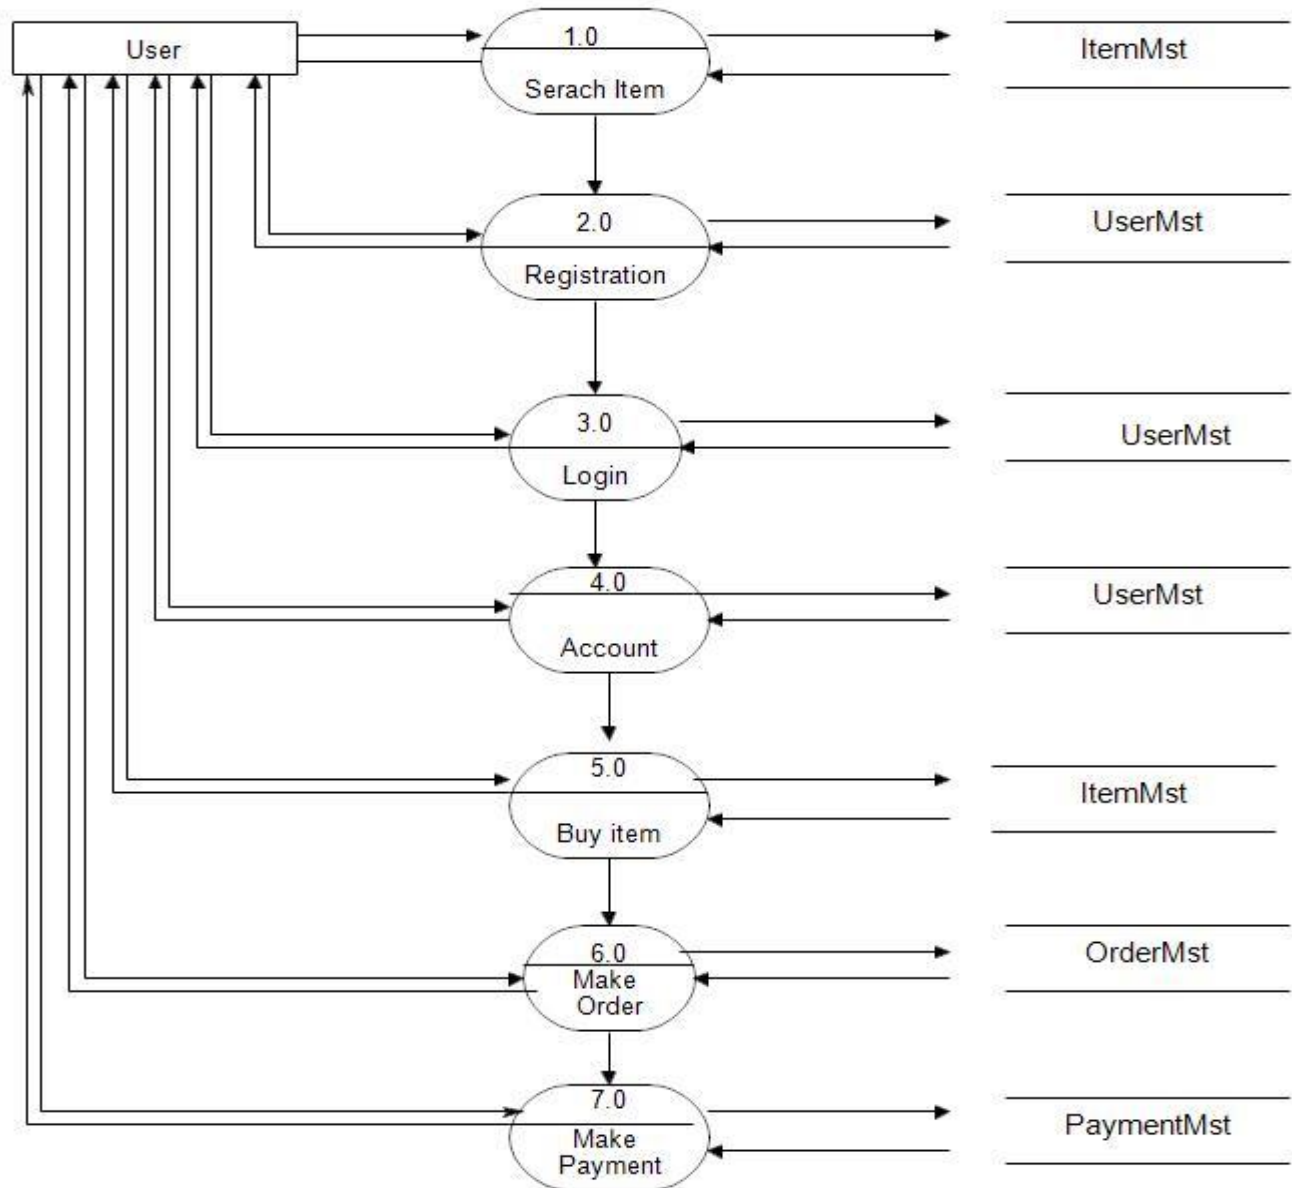 User
1.0
Serach Item
ItemMst
2.0
Registration
UserMst
3.0
Login
UserMst
4.0
Account
UserMst
5.0
Buy item
ItemMst
6.0
Make
Order
OrderMst
7.0
Make
Payment
PaymentMst